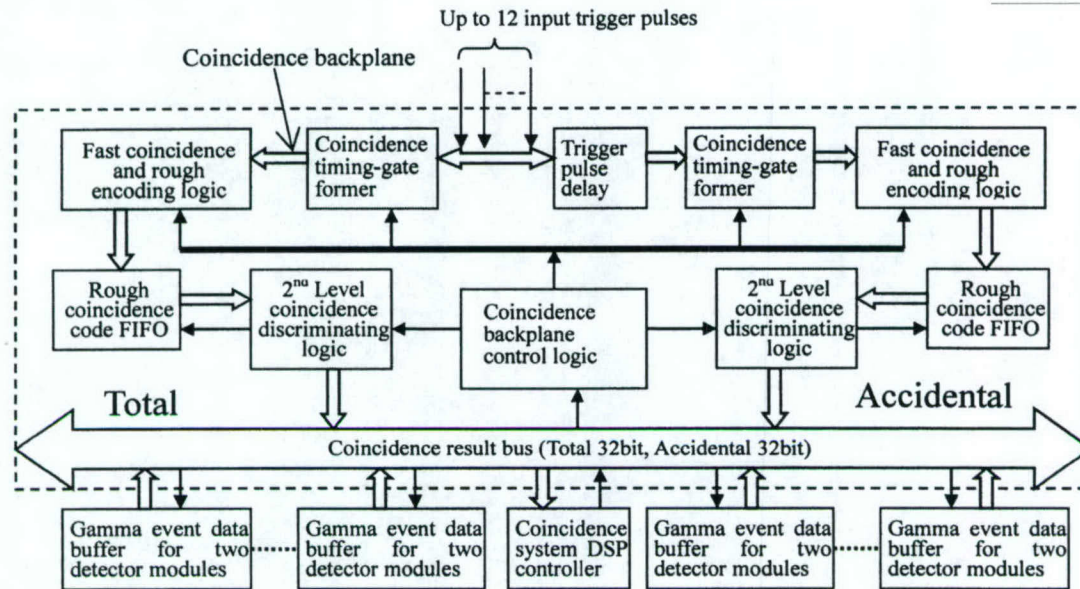 Up to 12 input trigger pulses
Coincidence backplane
Fast coincidence
and rough
encoding logic
Coincidence
timing-gate
former
Trigger
pulse
delay
Coincidence
timing-gate
former
Fast coincidence
and rough
encoding logic
Rough
coincidence
code FIFO
2nd Level
coincidence
discriminating
logic
Coincidence
backplane
control logic
2nd Level
coincidence
discriminating
logic
Rough
coincidence
code FIFO
Total
Accidental
Coincidence result bus (Total 32bit, Accidental 32bit)
Gamma event data
buffer for two
detector modules
Gamma event data
buffer for two
detector modules
Coincidence
system DSP
controller
Gamma event data
buffer for two
detector modules
Gamma event data
buffer for two
detector modules